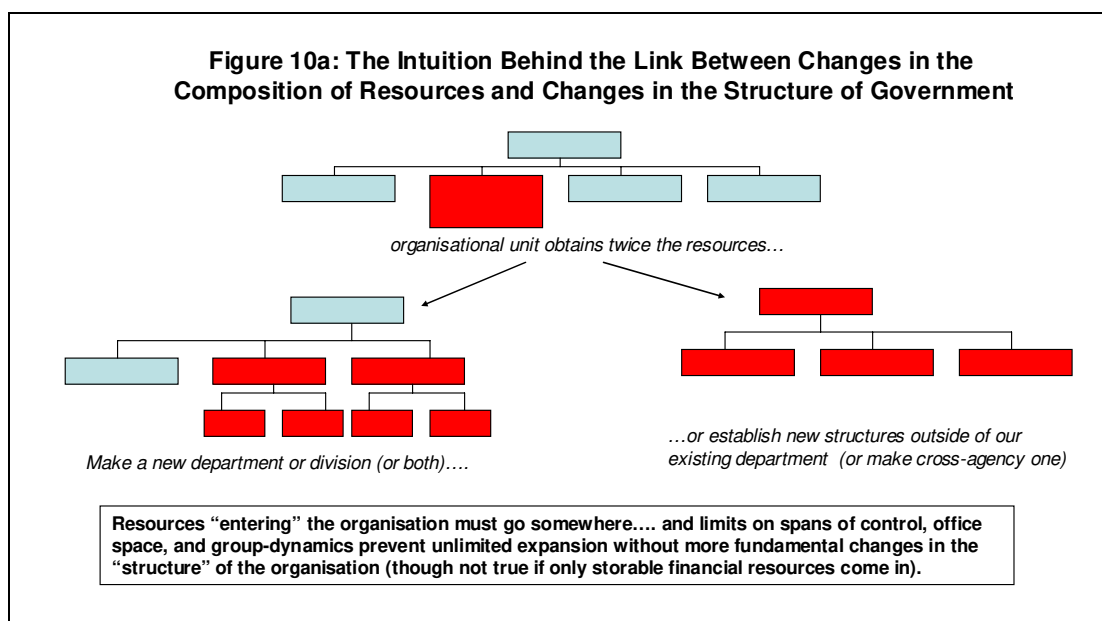 Figure 10a: The Intuition Behind the Link Between Changes in the
Composition of Resources and Changes in the Structure of Government
organisational unit obtains twice the resources…
Make a new department or division (or both)….
…or establish new structures outside of our
existing department (or make cross-agency one)
Resources “entering” the organisation must go somewhere…. and limits on spans of control, office
space, and group-dynamics prevent unlimited expansion without more fundamental changes in the
“structure” of the organisation (though not true if only storable financial resources come in).